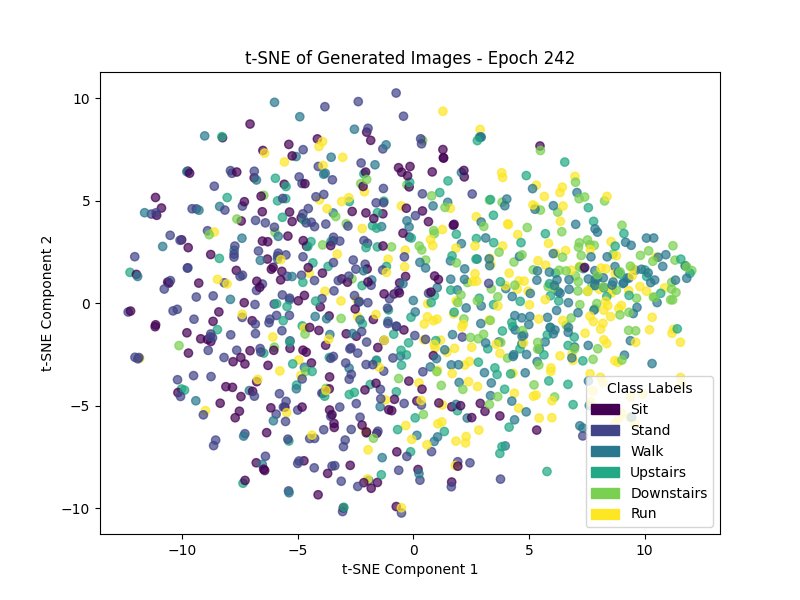 t-SNE of Generated Images - Epoch 242
t-SNE Component 2
10
5
0
−5
−10
Class Labels
Sit
Stand
Walk
Upstairs
Downstairs
Run
−10 −5 0 5 10
t-SNE Component 1